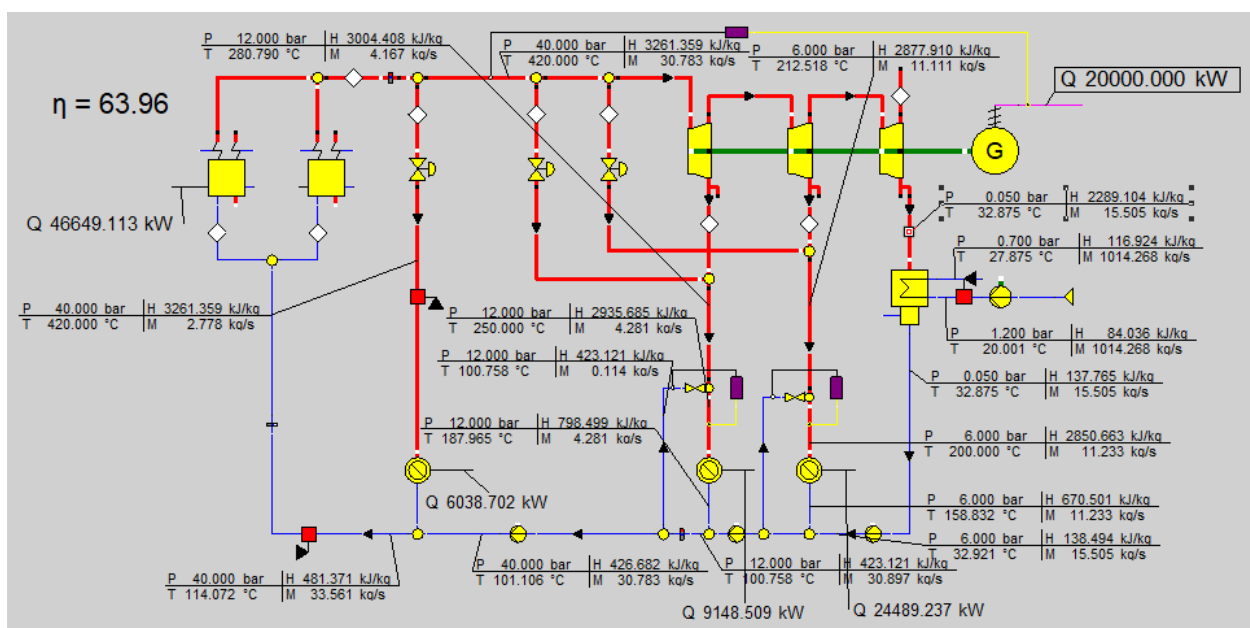 P 12.000 bar H 3004.408 kJ/kg
T 280.790 °C M 4.167 kg/s
P 40.000 bar H 3261.359 kJ/kg
T 420.000 °C M 30.783 kg/s
P 6.000 bar H 2877.910 kJ/kg
T 212.518 °C M 11.111 kg/s
Q 20000.000 kW
η = 63.96
G
Q 46649.113 kW
P 0.050 bar H 2289.104 kJ/kg
T 32.875 °C M 15.505 kg/s
P 0.700 bar H 116.924 kJ/kg
T 27.875 °C M 1014.268 kg/s
P 40.000 bar H 3261.359 kJ/kg
T 420.000 °C M 2.778 kg/s
P 12.000 bar H 2935.685 kJ/kg
T 250.000 °C M 4.281 kg/s
P 1.200 bar H 84.036 kJ/kg
T 20.001 °C M 1014.268 kg/s
P 12.000 bar H 423.121 kJ/kg
T 100.758 °C M 0.114 kg/s
P 0.050 bar H 137.765 kJ/kg
T 32.875 °C M 15.505 kg/s
P 12.000 bar H 798.499 kJ/kg
T 187.965 °C M 4.281 kg/s
P 6.000 bar H 2850.663 kJ/kg
T 200.000 °C M 11.233 kg/s
Q 6038.702 kW
P 6.000 bar H 670.501 kJ/kg
T 158.832 °C M 11.233 kg/s
P 6.000 bar H 138.494 kJ/kg
T 32.921 °C M 15.505 kg/s
P 40.000 bar H 481.371 kJ/kg
T 114.072 °C M 33.561 kg/s
P 40.000 bar H 426.682 kJ/kg
T 101.106 °C M 30.783 kg/s
P 12.000 bar H 423.121 kJ/kg
T 100.758 °C M 30.897 kg/s
Q 9148.509 kW
Q 24489.237 kW